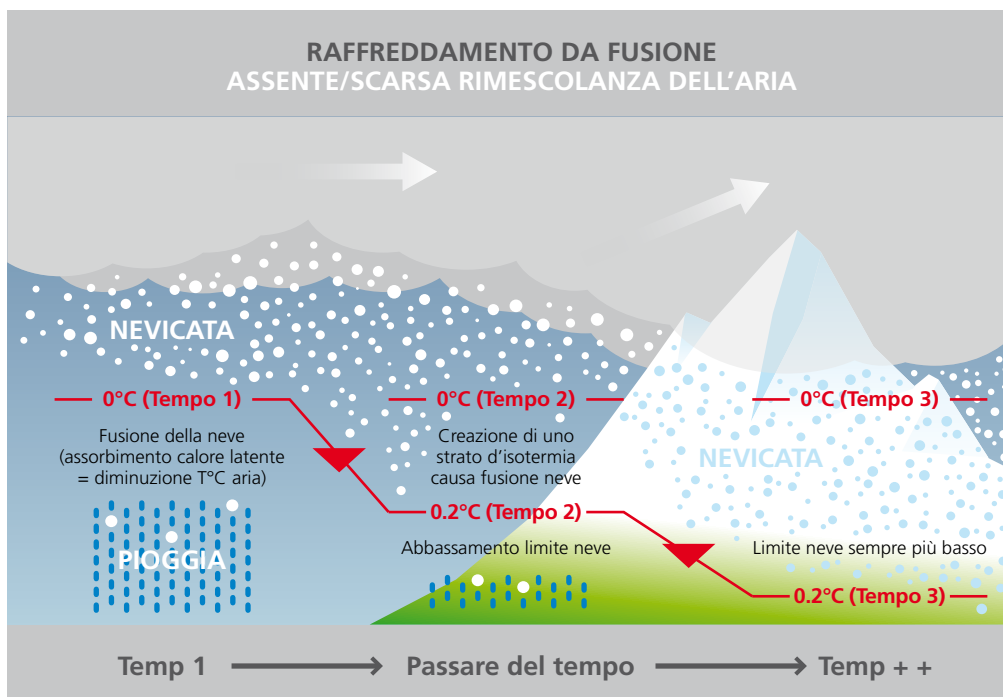 RAFFREDDAMENTO DA FUSIONE
ASSENTE/SCARSA RIMESCOLANZA DELL'ARIA
NEVICATA
0°C (Tempo 1)
0°C (Tempo 2)
0°C (Tempo 3)
Fusione della neve
(assorbimento calore latente
= diminuzione T°C aria)
Creazione di uno
strato d'isotermia
causa fusione neve
NEVICATA
0.2°C (Tempo 2)
PIOGGIA
Abbassamento limite neve
Limite neve sempre più basso
0.2°C (Tempo 3)
Temp 1
Passare del tempo
Temp + +